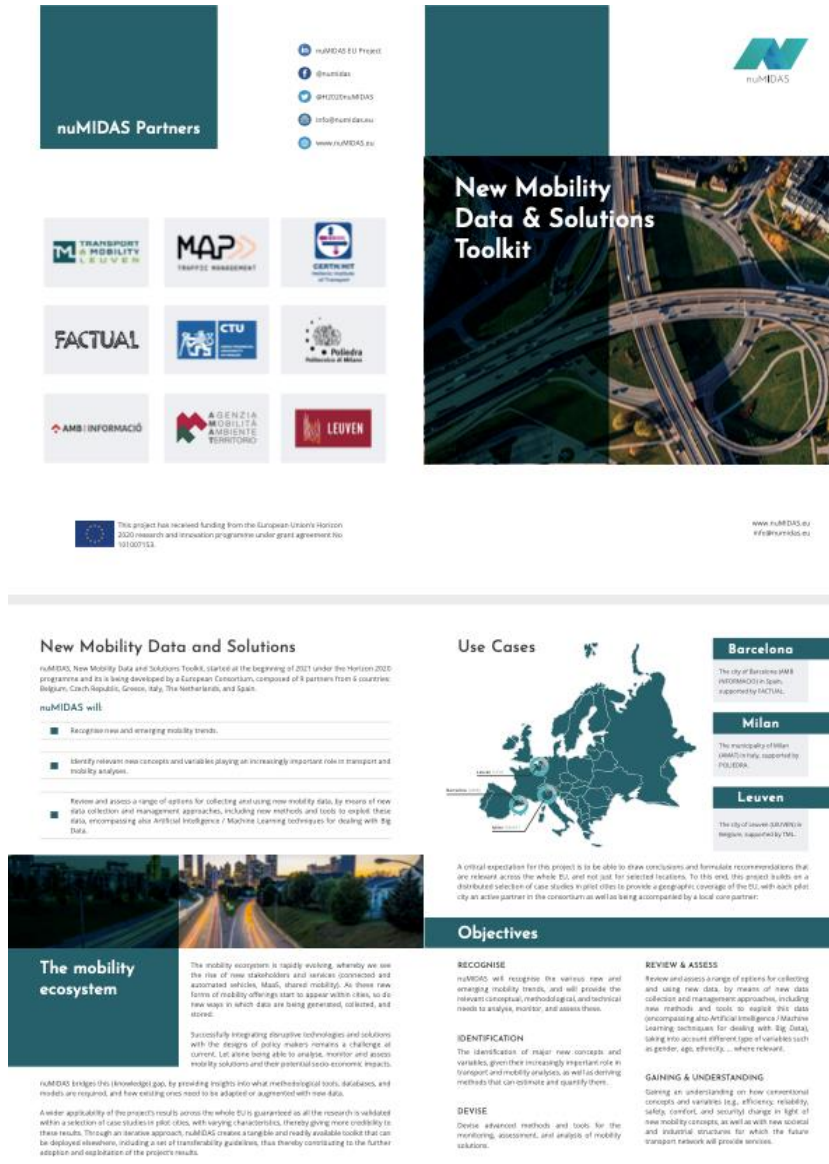 nuMIDAS EU Project
@numidas
@H2020nuMIDAS
info@numidas.eu
www.nuMIDAS.eu
nuMIDAS Partners
TM TRANSPORT
& MOBILITY
LEUVEN
MAP
TRAFFIC MANAGEMENT
CERTH/HIT
Hellenic Institute
of Transport
FACTUAL
CTU
Poliedra
Politecnico di Milano
AMB | INFORMACIÓ
AGENZIA
MOBILITÀ
AMBIENTE
TERRITORIO
LEUVEN
This project has received funding from the European Union's Horizon
2020 research and innovation programme under grant agreement No
101007153.
nuMIDAS
New Mobility
Data & Solutions
Toolkit
www.nuMIDAS.eu
info@numidas.eu
New Mobility Data and Solutions
nuMIDAS, New Mobility Data and Solutions Toolkit, started at the beginning of 2021 under the Horizon 2020
programme and its is being developed by a European Consortium, composed of 9 partners from 6 countries:
Belgium, Czech Republic, Greece, Italy, The Netherlands, and Spain.
nuMIDAS will:
Recognise new and emerging mobility trends.
Identify relevant new concepts and variables playing an increasingly important role in transport and
mobility analyses.
Review and assess a range of options for collecting and using new mobility data, by means of new
data collection and management approaches, including new methods and tools to exploit these
data, encompassing also Artificial Intelligence / Machine Learning techniques for dealing with Big
Data.
The mobility
ecosystem
The mobility ecosystem is rapidly evolving, whereby we see
the rise of new stakeholders and services (connected and
automated vehicles, MaaS, shared mobility). As these new
forms of mobility offerings start to appear within cities, so do
new ways in which data are being generated, collected, and
stored.
Successfully integrating disruptive technologies and solutions
with the designs of policy makers remains a challenge at
current. Let alone being able to analyse, monitor and assess
mobility solutions and their potential socio-economic impacts.
nuMIDAS bridges this (knowledge) gap, by providing insights into what methodological tools, databases, and
models are required, and how existing ones need to be adapted or augmented with new data.
A wider applicability of the project's results across the whole EU is guaranteed as all the research is validated
within a selection of case studies in pilot cities, with varying characteristics, thereby giving more credibility to
these results. Through an iterative approach, nuMIDAS creates a tangible and readily available toolkit that can
be deployed elsewhere, including a set of transferability guidelines, thus thereby contributing to the further
adoption and exploitation of the project's results.
Use Cases
Leuven
Barcelona
Milan
Barcelona
The city of Barcelona (AMB
INFORMACIO) in Spain,
supported by FACTUAL.
Milan
The municipality of Milan
(AMAT) in Italy, supported by
POLIEDRA.
Leuven
The city of Leuven (LEUVEN) in
Belgium, supported by TML.
A critical expectation for this project is to be able to draw conclusions and formulate recommendations that
are relevant across the whole EU, and not just for selected locations. To this end, this project builds on a
distributed selection of case studies in pilot cities to provide a geographic coverage of the EU, with each pilot
city an active partner in the consortium as well as being accompanied by a local core partner.
Objectives
RECOGNISE
nuMIDAS will recognise the various new and
emerging mobility trends, and will provide the
relevant conceptual, methodological, and technical
needs to analyse, monitor, and assess these.
IDENTIFICATION
The identification of major new concepts and
variables, given their increasingly important role in
transport and mobility analyses, as well as deriving
methods that can estimate and quantify them.
DEVISE
Devise advanced methods and tools for the
monitoring, assessment, and analysis of mobility
solutions.
REVIEW & ASSESS
Review and assess a range of options for collecting
and using new data, by means of new data
collection and management approaches, including
new methods and tools to exploit this data
(encompassing also Artificial Intelligence / Machine
Learning techniques for dealing with Big Data),
taking into account different type of variables such
as gender, age, ethnicity, ... where relevant.
GAINING & UNDERSTANDING
Gaining an understanding on how conventional
concepts and variables (e.g., efficiency, reliability,
safety, comfort, and security) change in light of
new mobility concepts, as well as with new societal
and industrial structures for which the future
transport network will provide services.